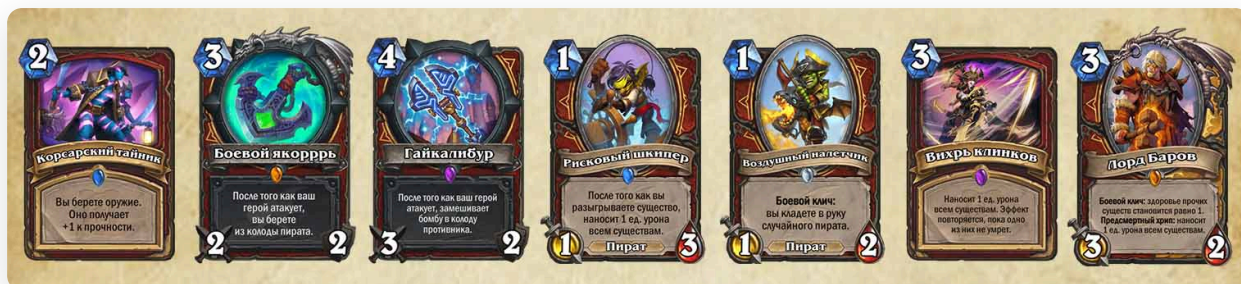 2
Корсарский тайник
Вы берете оружие.
Оно получает
+1 к прочности.
3
Боевой якоррръ
После того как ваш
герой атакует,
вы берете
из колоды пирата.
2
2
4
Гайкалибур
После того как ваш герой
атакует, замешивает
бомбу в колоду
противника.
3
2
1
Рисковый шкипер
После того как вы
разыгрываете существо,
наносит 1 ед. урона
всем существам.
1
Пират
3
1
Воздушный налетчик
Боевой клич:
вы кладете в руку
случайного пирата.
1
Пират
2
3
Вихрь клинков
Наносит 1 ед. урона
всем существам. Эффект
повторяется, пока одно
из них не умрет.
3
Лорд Баров
Боевой клич: здоровье прочих
существ становится равно 1.
Предсмертный хрип: наносит
1 ед. урона всем существам.
3
2